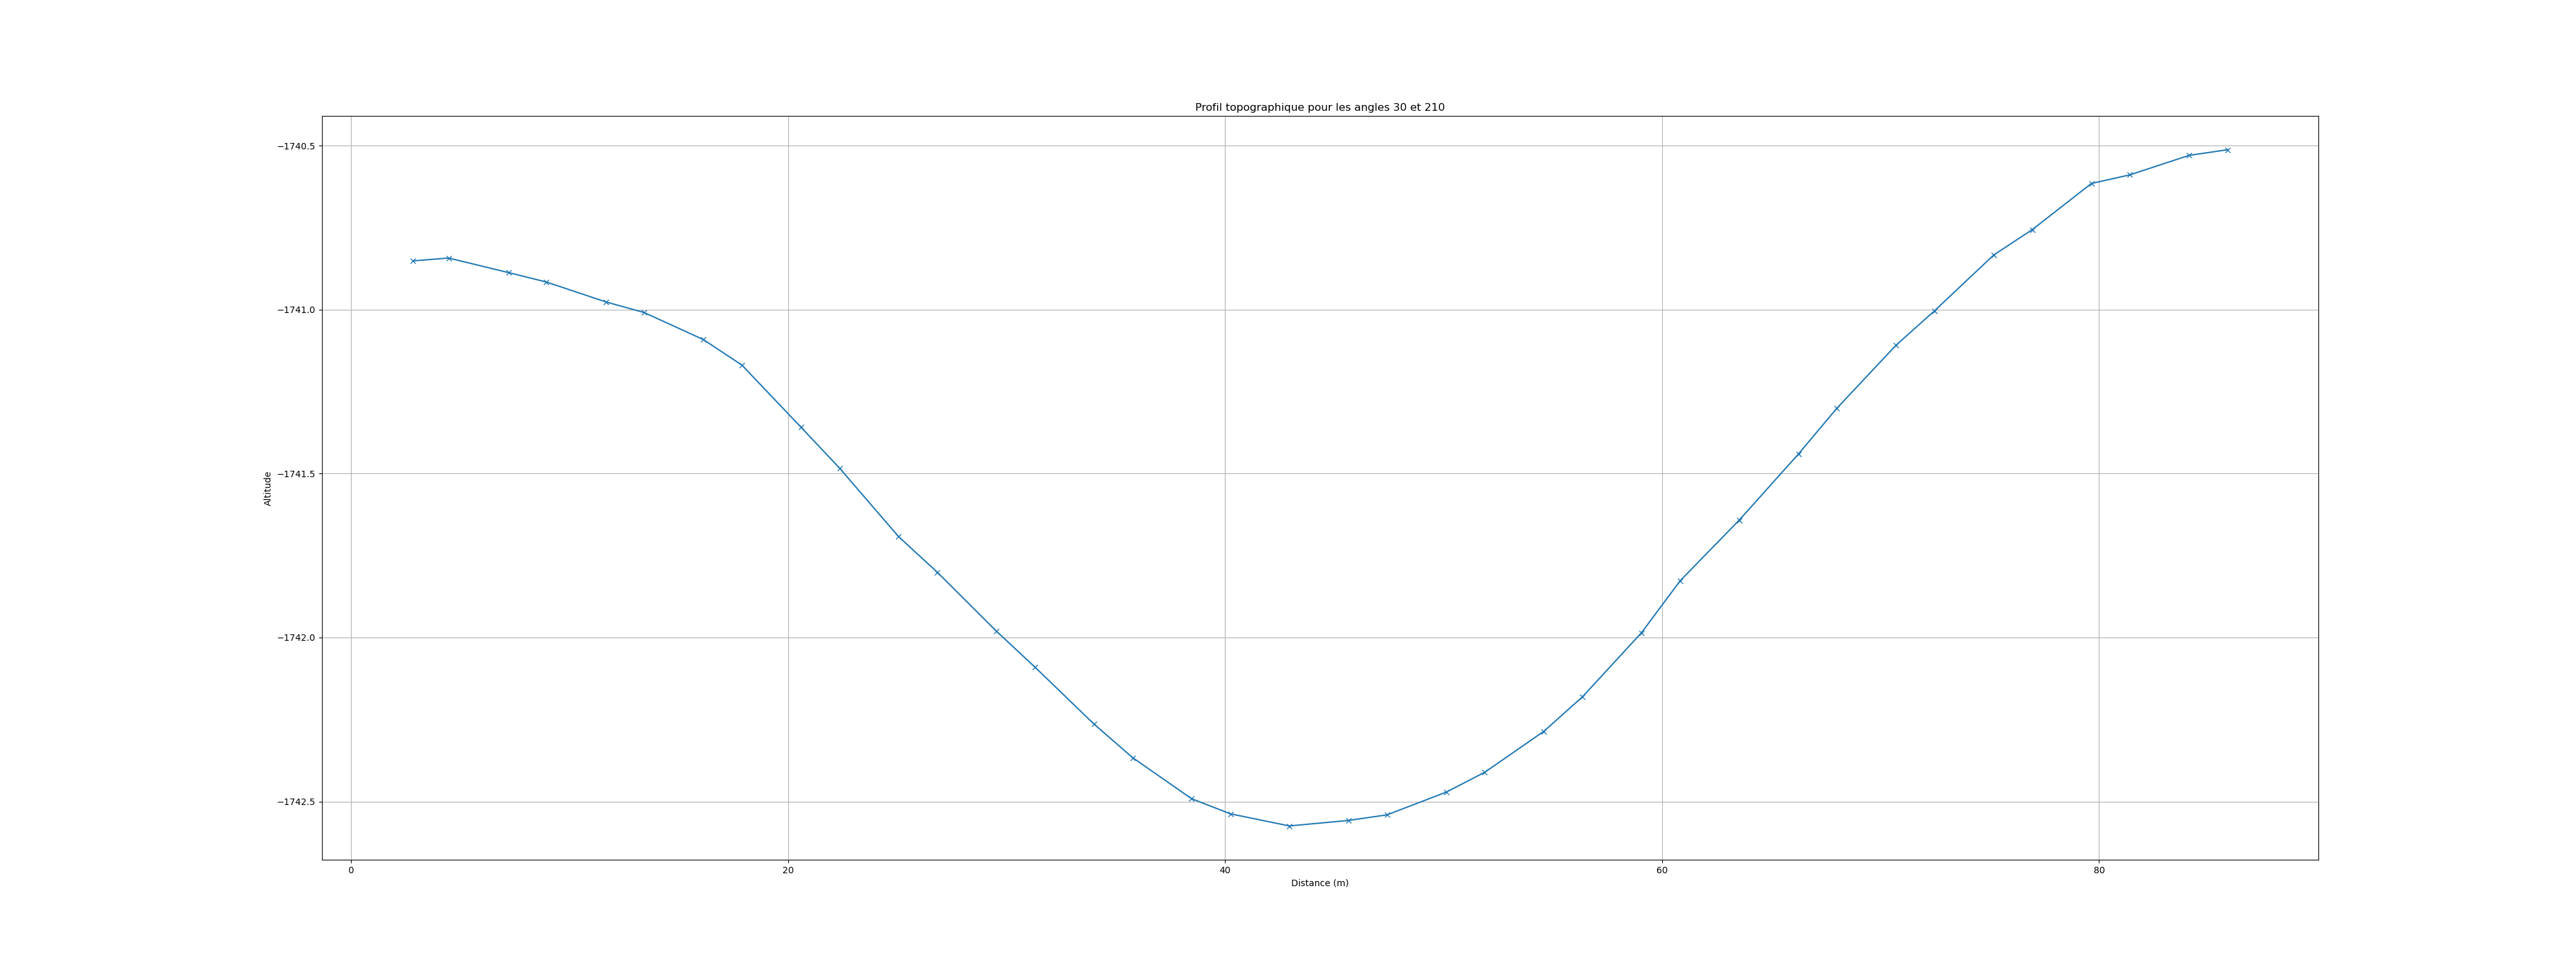 Profil topographique pour les angles 30 et 210
−1740.5
−1741.0
−1741.5
−1742.0
−1742.5
Altitude
0 20 40 60 80
Distance (m)